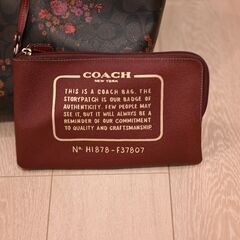 COACH
NEW YORK
THIS IS A COACH BAG. THE
STORYPATCH IS OUR BADGE OF
AUTHENTICITY. FEW PEOPLE MAY
SEE IT, BUT IT WILL ALWAYS BE A
REMINDER OF OUR COMMITMENT
TO QUALITY AND CRAFTSMANSHIP.
No H1878-F37807